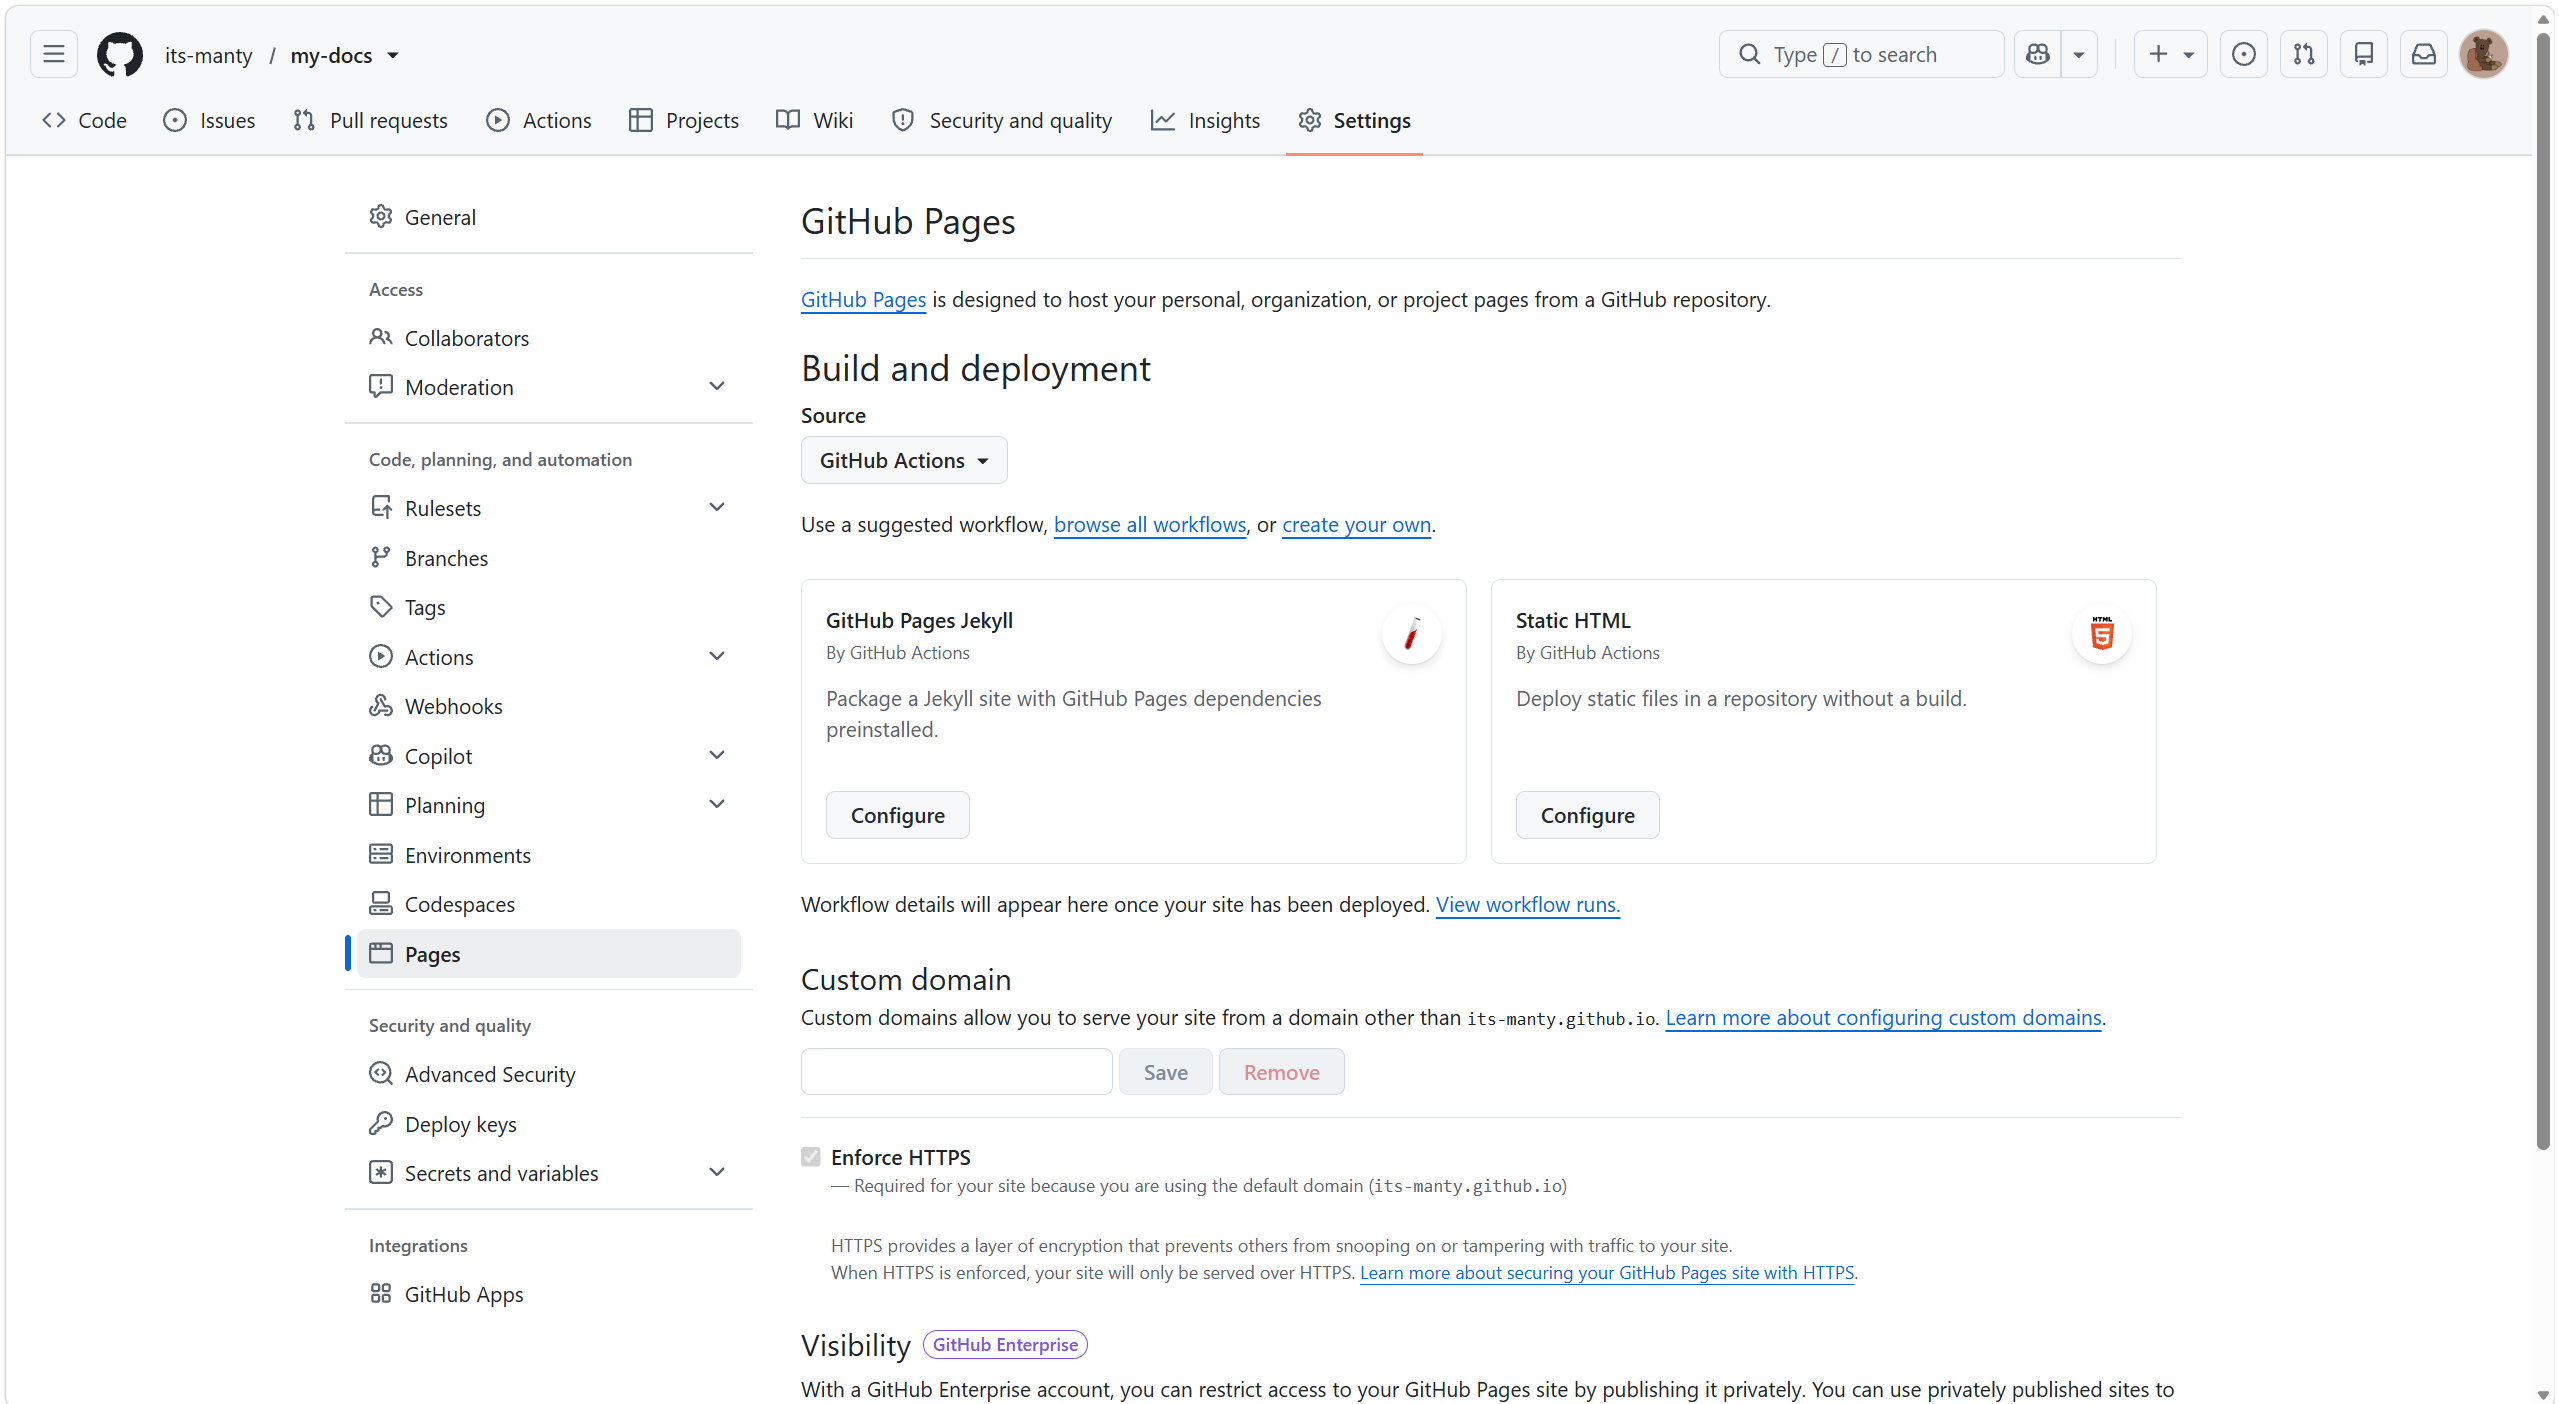 its-manty / my-docs
Type / to search
Code Issues Pull requests Actions Projects Wiki Security and quality Insights Settings
General
Access
Collaborators
Moderation
Code, planning, and automation
Rulesets
Branches
Tags
Actions
Webhooks
Copilot
Planning
Environments
Codespaces
Pages
Security and quality
Advanced Security
Deploy keys
Secrets and variables
Integrations
GitHub Apps
GitHub Pages
GitHub Pages is designed to host your personal, organization, or project pages from a GitHub repository.
Build and deployment
Source
GitHub Actions
Use a suggested workflow, browse all workflows, or create your own.
GitHub Pages Jekyll
By GitHub Actions
Package a Jekyll site with GitHub Pages dependencies
preinstalled.
Configure
Static HTML
By GitHub Actions
HTML
5
Deploy static files in a repository without a build.
Configure
Workflow details will appear here once your site has been deployed. View workflow runs.
Custom domain
Custom domains allow you to serve your site from a domain other than its-manty.github.io. Learn more about configuring custom domains.
Save Remove
Enforce HTTPS
— Required for your site because you are using the default domain (its-manty.github.io)
HTTPS provides a layer of encryption that prevents others from snooping on or tampering with traffic to your site.
When HTTPS is enforced, your site will only be served over HTTPS. Learn more about securing your GitHub Pages site with HTTPS.
Visibility GitHub Enterprise
With a GitHub Enterprise account, you can restrict access to your GitHub Pages site by publishing it privately. You can use privately published sites to